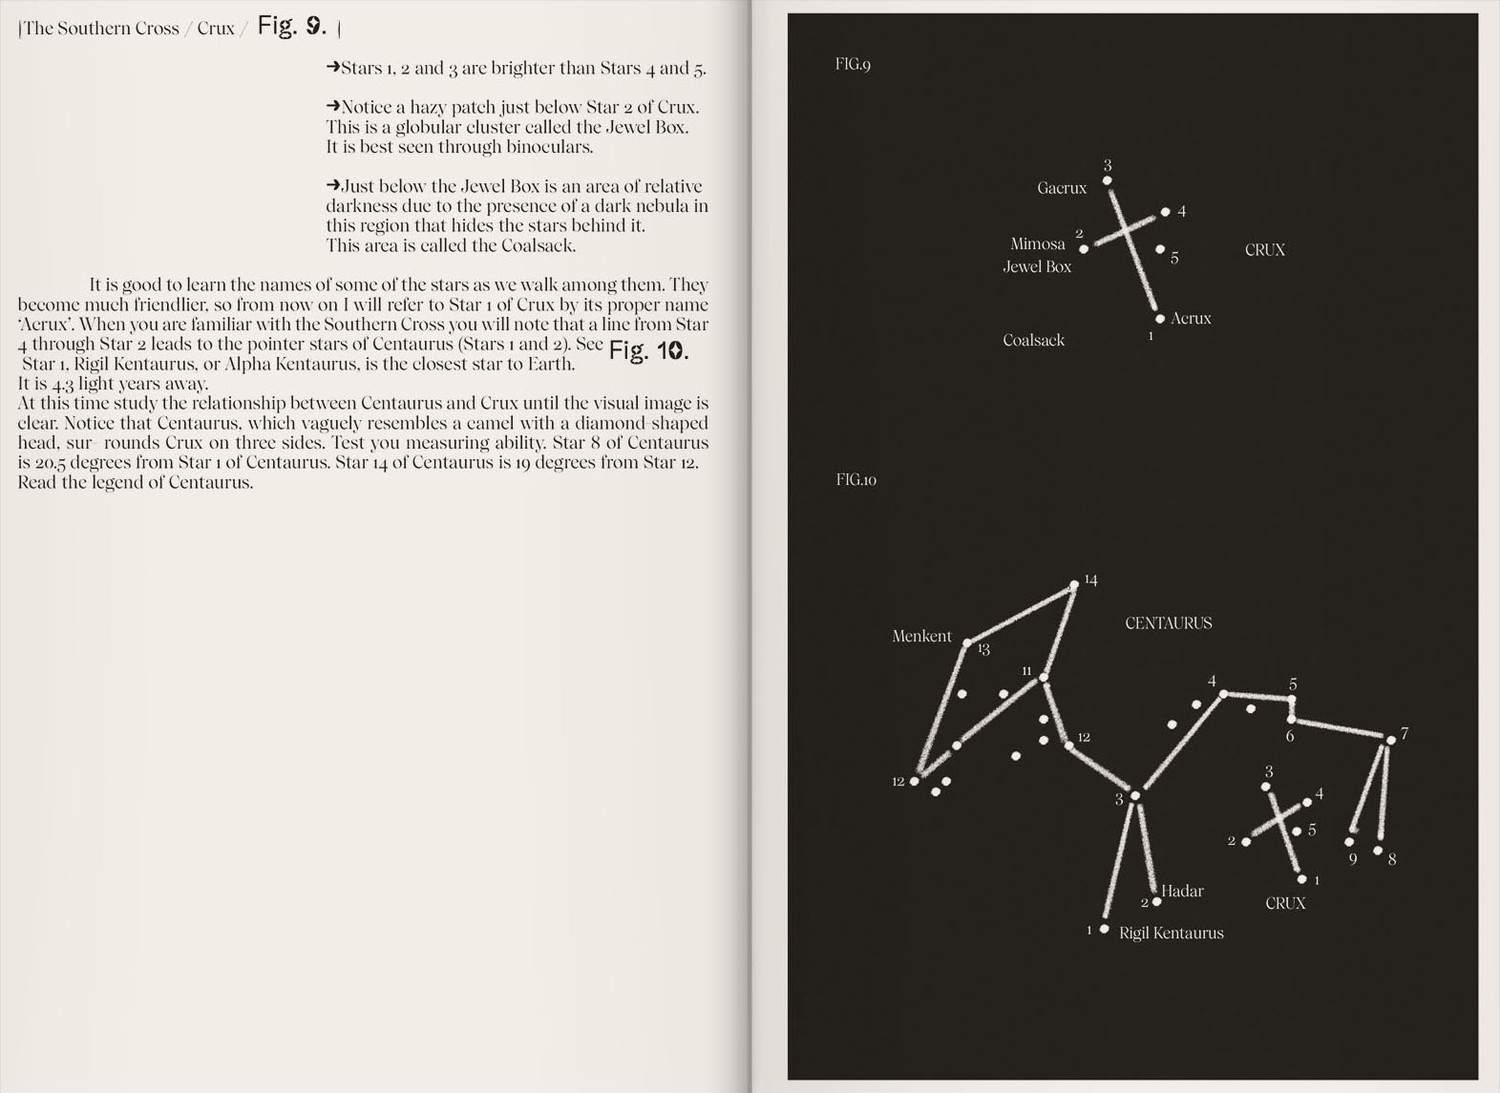 |The Southern Cross / Crux / Fig. 9. |
➔Stars 1, 2 and 3 are brighter than Stars 4 and 5.
➔Notice a hazy patch just below Star 2 of Crux.
This is a globular cluster called the Jewel Box.
It is best seen through binoculars.
➔Just below the Jewel Box is an area of relative
darkness due to the presence of a dark nebula in
this region that hides the stars behind it.
This area is called the Coalsack.
It is good to learn the names of some of the stars as we walk among them. They
become much friendlier, so from now on I will refer to Star 1 of Crux by its proper name
‘Acrux’. When you are familiar with the Southern Cross you will note that a line from Star
4 through Star 2 leads to the pointer stars of Centaurus (Stars 1 and 2). See Fig. 10.
Star 1, Rigil Kentaurus, or Alpha Kentaurus, is the closest star to Earth.
It is 4.3 light years away.
At this time study the relationship between Centaurus and Crux until the visual image is
clear. Notice that Centaurus, which vaguely resembles a camel with a diamond-shaped
head, sur- rounds Crux on three sides. Test you measuring ability. Star 8 of Centaurus
is 20.5 degrees from Star 1 of Centaurus. Star 14 of Centaurus is 19 degrees from Star 12.
Read the legend of Centaurus.
FIG.9
3
Gacrux
4
2
Mimosa
5
CRUX
Jewel Box
Acrux
1
Coalsack
FIG.10
14
CENTAURUS
Menkent
13
11
4
5
12
6
7
12
3
3
4
2
5
9
8
1
Hadar
2
CRUX
1
Rigil Kentaurus